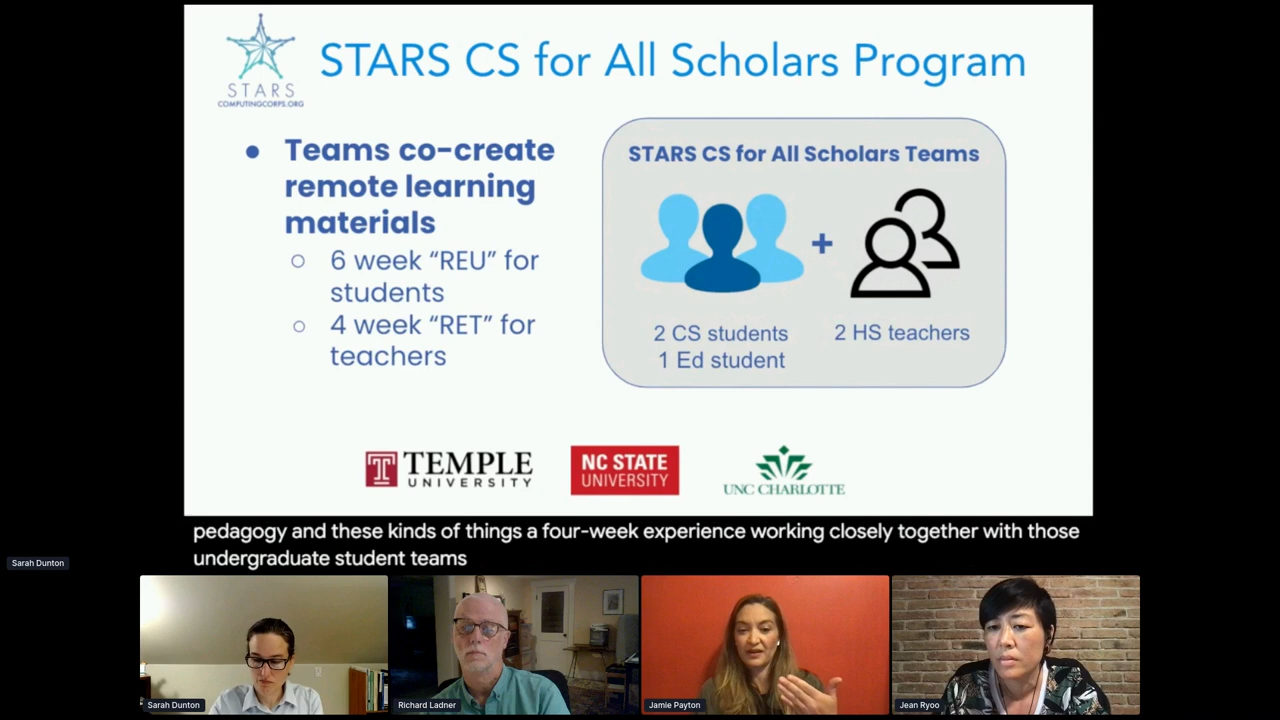 STARS
COMPUTINGCORPS.ORG
STARS CS for All Scholars Program
● Teams co-create
remote learning
materials
○ 6 week “REU” for
students
○ 4 week “RET” for
teachers
STARS CS for All Scholars Teams
+
2 CS students
1 Ed student
2 HS teachers
T TEMPLE
UNIVERSITY
NC STATE
UNIVERSITY
UNC CHARLOTTE
pedagogy and these kinds of things a four-week experience working closely together with those
undergraduate student teams
Sarah Dunton
Sarah Dunton
Richard Ladner
Jamie Payton
Jean Ryoo